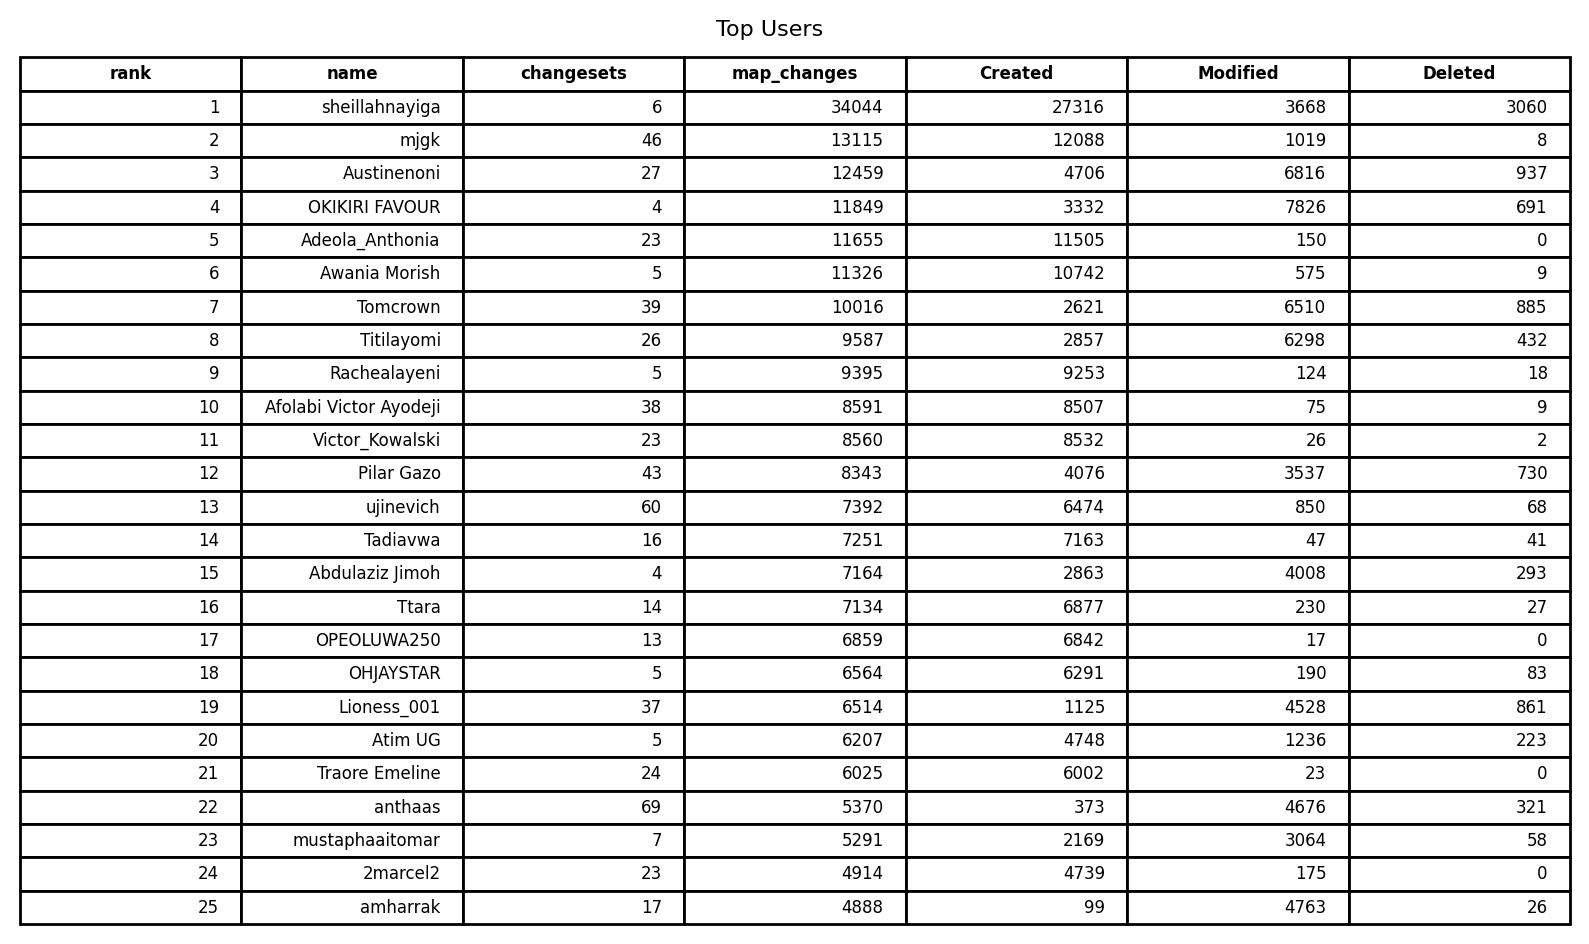 Top Users
rank name changesets map_changes Created Modified Deleted
1 sheillahnayiga 6 34044 27316 3668 3060
2 mjgk 46 13115 12088 1019 8
3 Austinenoni 27 12459 4706 6816 937
4 OKIKIRI FAVOUR 4 11849 3332 7826 691
5 Adeola_Anthonia 23 11655 11505 150 0
6 Awania Morish 5 11326 10742 575 9
7 Tomcrown 39 10016 2621 6510 885
8 Titilayomi 26 9587 2857 6298 432
9 Rachealayeni 5 9395 9253 124 18
10 Afolabi Victor Ayodeji 38 8591 8507 75 9
11 Victor_Kowalski 23 8560 8532 26 2
12 Pilar Gazo 43 8343 4076 3537 730
13 ujinevich 60 7392 6474 850 68
14 Tadiavwa 16 7251 7163 47 41
15 Abdulaziz Jimoh 4 7164 2863 4008 293
16 Ttara 14 7134 6877 230 27
17 OPEOLUWA250 13 6859 6842 17 0
18 OHJAYSTAR 5 6564 6291 190 83
19 Lioness_001 37 6514 1125 4528 861
20 Atim UG 5 6207 4748 1236 223
21 Traore Emeline 24 6025 6002 23 0
22 anthaas 69 5370 373 4676 321
23 mustaphaaitomar 7 5291 2169 3064 58
24 2marcel2 23 4914 4739 175 0
25 amharrak 17 4888 99 4763 26